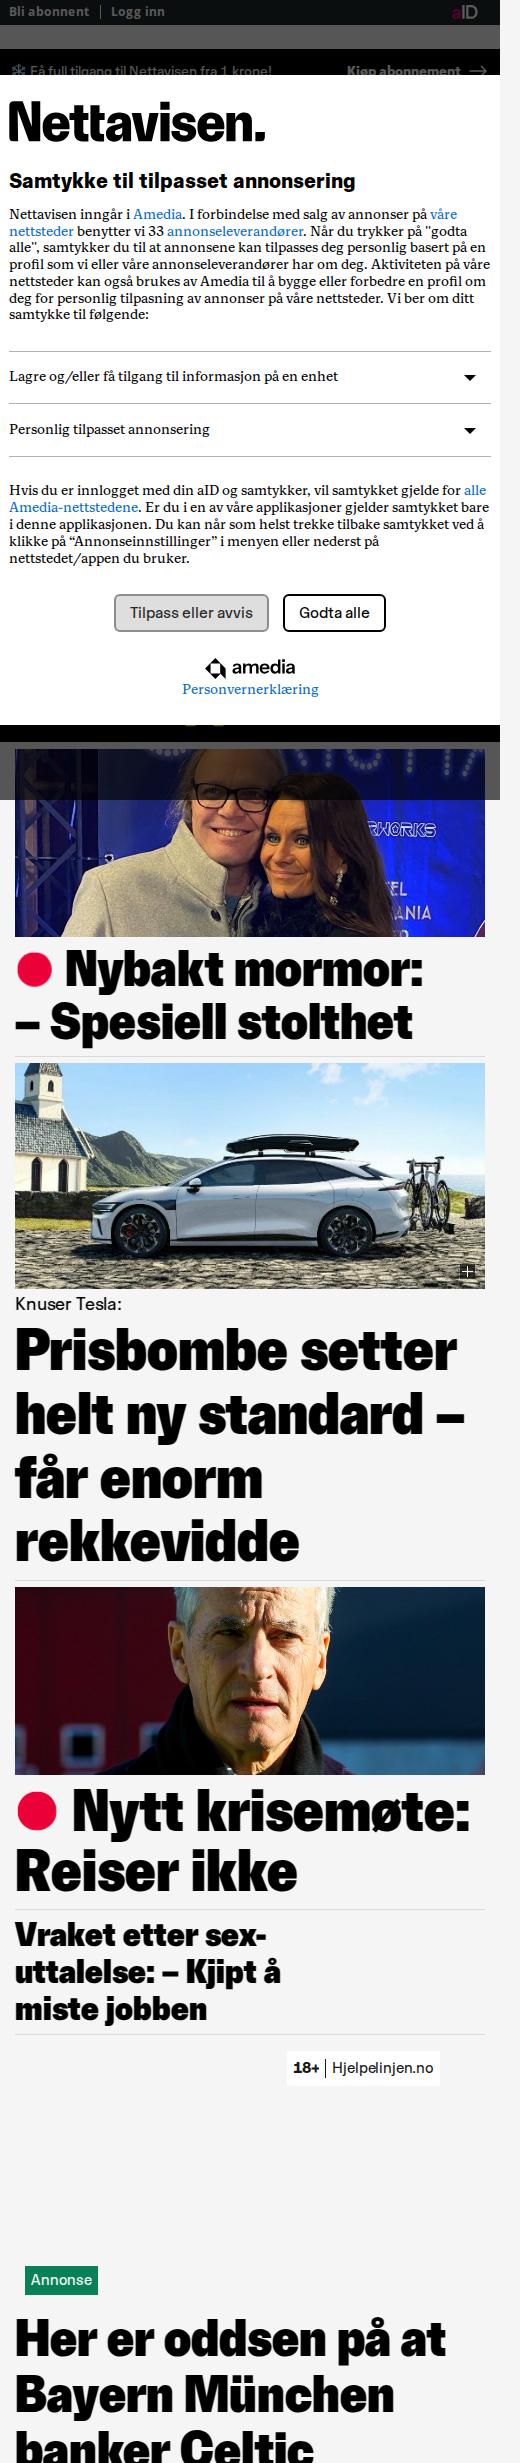 Bli abonnent | Logg inn
aID
❄ Få full tilgang til Nettavisen fra 1 krone!
Kjøp abonnement →
Nettavisen.
Samtykke til tilpasset annonsering
Nettavisen inngår i Amedia. I forbindelse med salg av annonser på våre
nettsteder benytter vi 33 annonseleverandører. Når du trykker på "godta
alle", samtykker du til at annonsene kan tilpasses deg personlig basert på en
profil som vi eller våre annonseleverandører har om deg. Aktiviteten på våre
nettsteder kan også brukes av Amedia til å bygge eller forbedre en profil om
deg for personlig tilpasning av annonser på våre nettsteder. Vi ber om ditt
samtykke til følgende:
Lagre og/eller få tilgang til informasjon på en enhet
Personlig tilpasset annonsering
Hvis du er innlogget med din aID og samtykker, vil samtykket gjelde for alle
Amedia-nettstedene. Er du i en av våre applikasjoner gjelder samtykket bare
i denne applikasjonen. Du kan når som helst trekke tilbake samtykket ved å
klikke på “Annonseinnstillinger” i menyen eller nederst på
nettstedet/appen du bruker.
Tilpass eller avvis
Godta alle
amedia
Personvernerklæring
Nybakt mormor:
– Spesiell stolthet
Knuser Tesla:
Prisbombe setter
helt ny standard –
får enorm
rekkevidde
Nytt krisemøte:
Reiser ikke
Vraket etter sex-
uttalelse: – Kjipt å
miste jobben
18+ | Hjelpelinjen.no
Annonse
Her er oddsen på at
Bayern München
banker Celtic